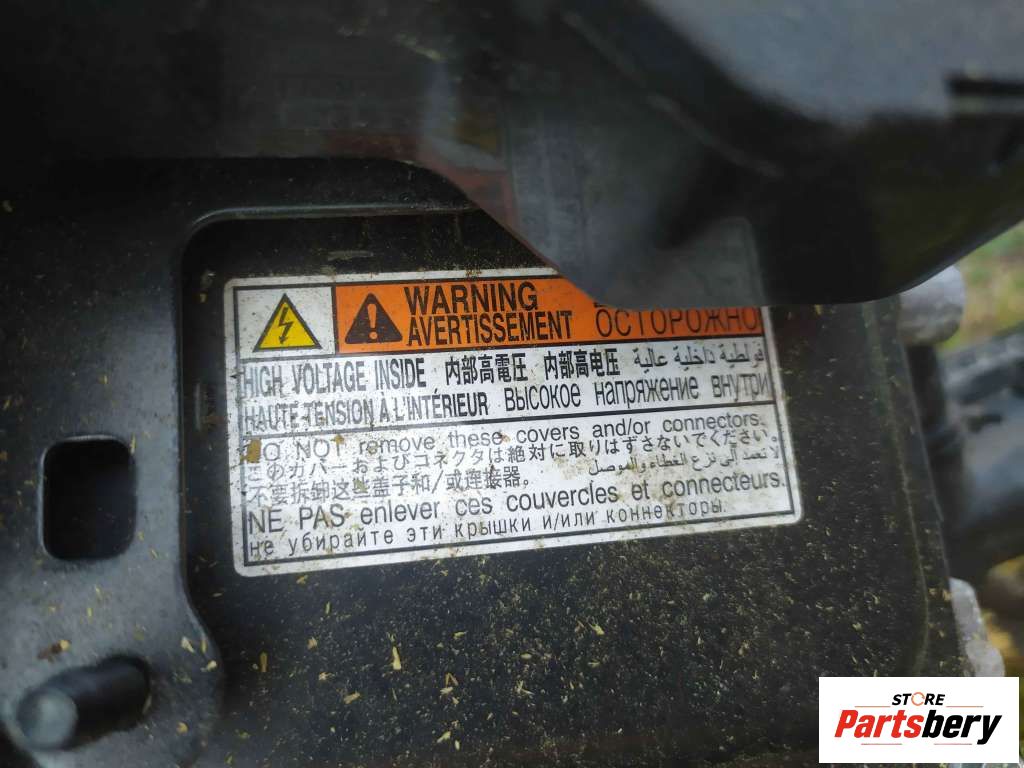 WARNING
AVERTISSEMENT ОСТОРОЖНО
HIGH VOLTAGE INSIDE 内部高電圧 内部高电压 فولطية داخلية عالية
HAUTE TENSION À L'INTÉRIEUR Высокое напряжение внутри
DO NOT remove these covers and/or connectors.
このカバーおよびコネクタは絶対に取りはずさないでください。
不要拆卸这些盖子和/或连接器。 لا تعمد إلى نزع الغطاء والموصل
NE PAS enlever ces couvercles et connecteurs.
не убирайте эти крышки и/или коннекторы.
STORE
Partsbery